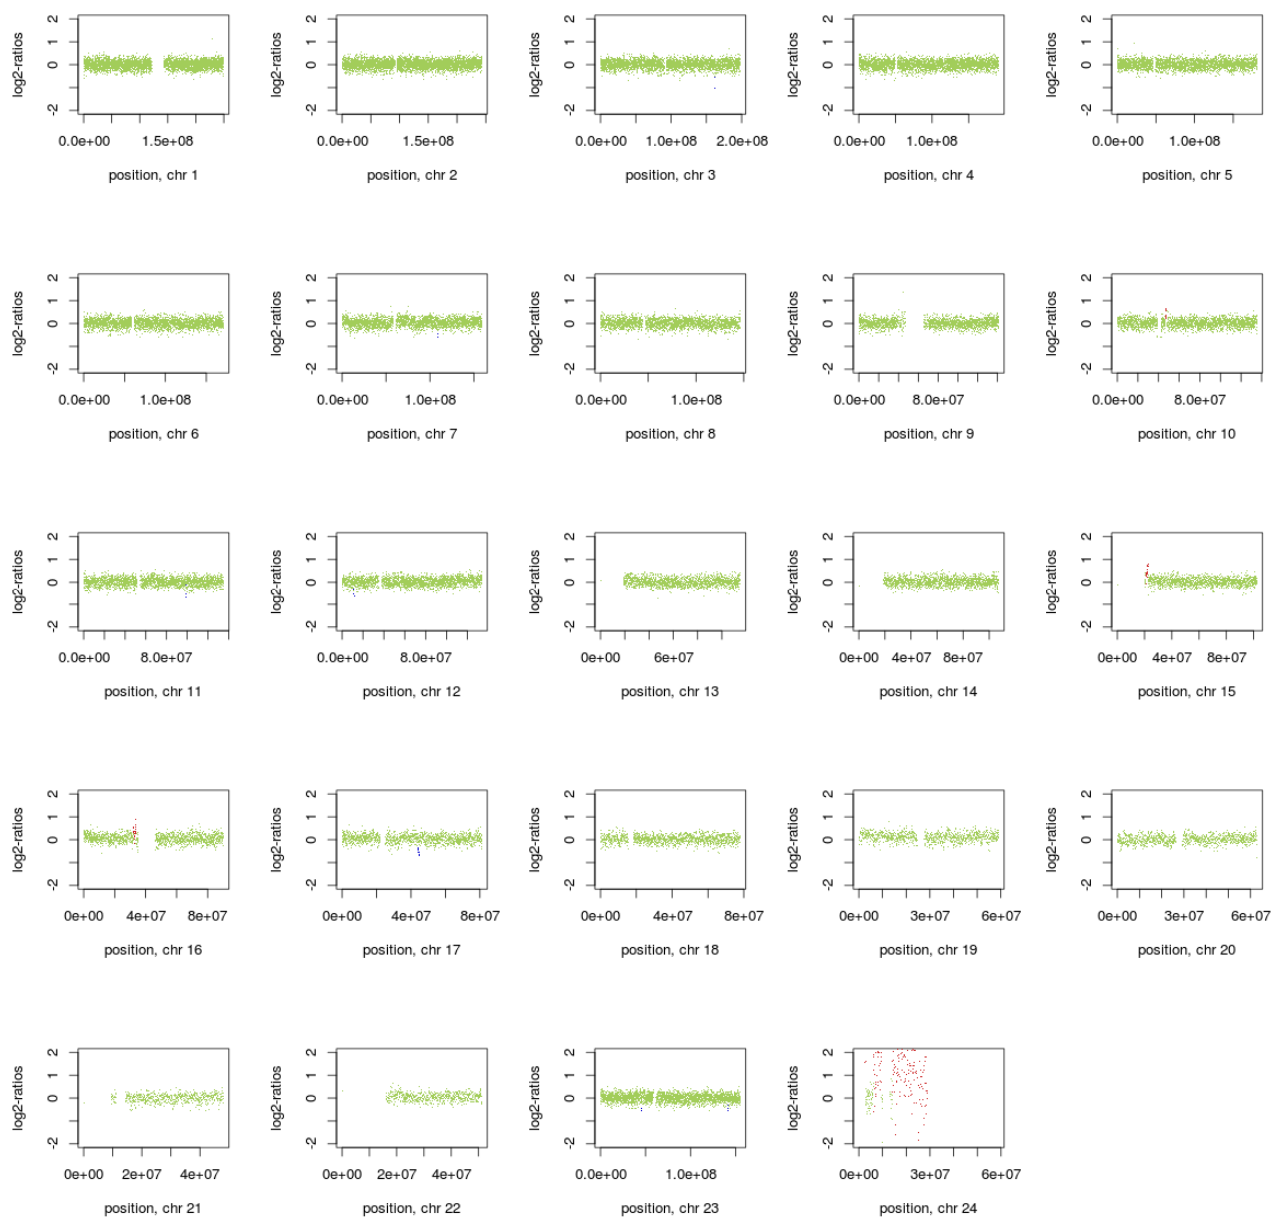 log2-ratios
-2 0 1 2
0.0e+00 1.5e+08
position, chr 1
log2-ratios
-2 0 1 2
0.0e+00 1.5e+08
position, chr 2
log2-ratios
-2 0 1 2
0.0e+00 1.0e+08 2.0e+08
position, chr 3
log2-ratios
-2 0 1 2
0.0e+00 1.0e+08
position, chr 4
log2-ratios
-2 0 1 2
0.0e+00 1.0e+08
position, chr 5
log2-ratios
-2 0 1 2
0.0e+00 1.0e+08
position, chr 6
log2-ratios
-2 0 1 2
0.0e+00 1.0e+08
position, chr 7
log2-ratios
-2 0 1 2
0.0e+00 1.0e+08
position, chr 8
log2-ratios
-2 0 1 2
0.0e+00 8.0e+07
position, chr 9
log2-ratios
-2 0 1 2
0.0e+00 8.0e+07
position, chr 10
log2-ratios
-2 0 1 2
0.0e+00 8.0e+07
position, chr 11
log2-ratios
-2 0 1 2
0.0e+00 8.0e+07
position, chr 12
log2-ratios
-2 0 1 2
0e+00 6e+07
position, chr 13
log2-ratios
-2 0 1 2
0e+00 4e+07 8e+07
position, chr 14
log2-ratios
-2 0 1 2
0e+00 4e+07 8e+07
position, chr 15
log2-ratios
-2 0 1 2
0e+00 4e+07 8e+07
position, chr 16
log2-ratios
-2 0 1 2
0e+00 4e+07 8e+07
position, chr 17
log2-ratios
-2 0 1 2
0e+00 4e+07 8e+07
position, chr 18
log2-ratios
-2 0 1 2
0e+00 3e+07 6e+07
position, chr 19
log2-ratios
-2 0 1 2
0e+00 3e+07 6e+07
position, chr 20
log2-ratios
-2 0 1 2
0e+00 2e+07 4e+07
position, chr 21
log2-ratios
-2 0 1 2
0e+00 2e+07 4e+07
position, chr 22
log2-ratios
-2 0 1 2
0.0e+00 1.0e+08
position, chr 23
log2-ratios
-2 0 1 2
0e+00 3e+07 6e+07
position, chr 24